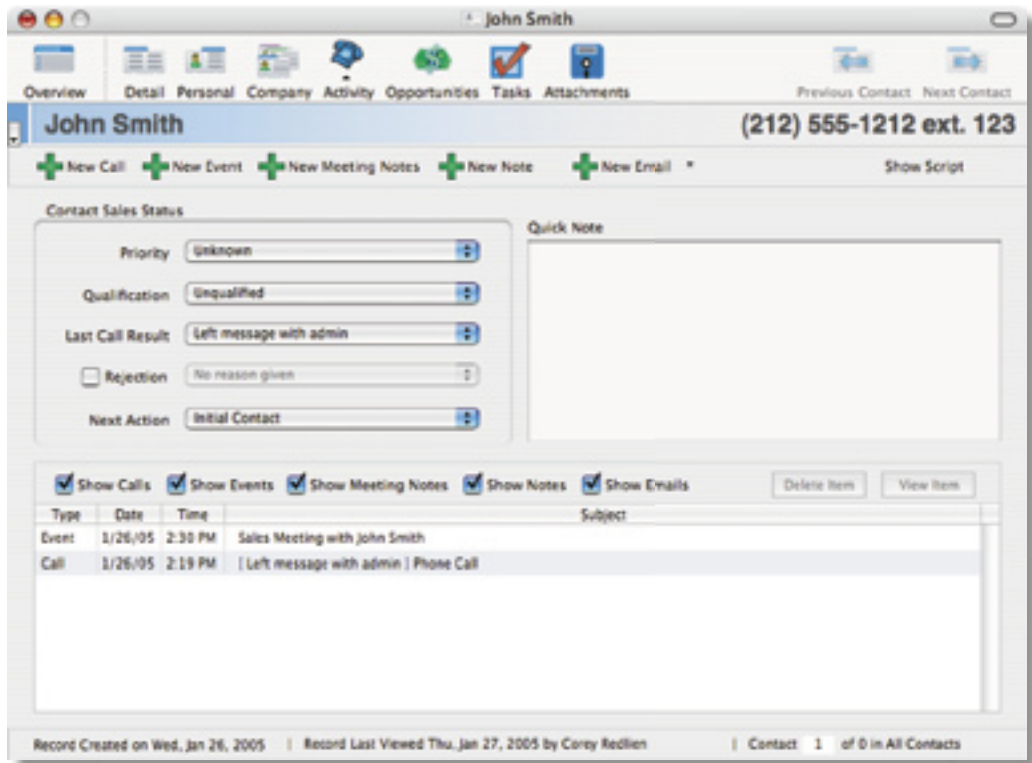 John Smith
Overview Detail Personal Company Activity Opportunities Tasks Attachments Previous Contact Next Contact
John Smith (212) 555-1212 ext. 123
New Call New Event New Meeting Notes New Note New Email Show Script
Contact Sales Status
Quick Note
Priority Unknown
Qualification Unqualified
Last Call Result Left message with admin
Rejection No reason given
Next Action Initial Contact
Show Calls Show Events Show Meeting Notes Show Notes Show Emails Delete Item View Item
Type Date Time Subject
Event 1/26/05 2:30 PM Sales Meeting with John Smith
Call 1/26/05 2:19 PM [ Left message with admin ] Phone Call
Record Created on Wed, Jan 26, 2005 | Record Last Viewed Thu, Jan 27, 2005 by Corey Redlien | Contact 1 of 0 in All Contacts